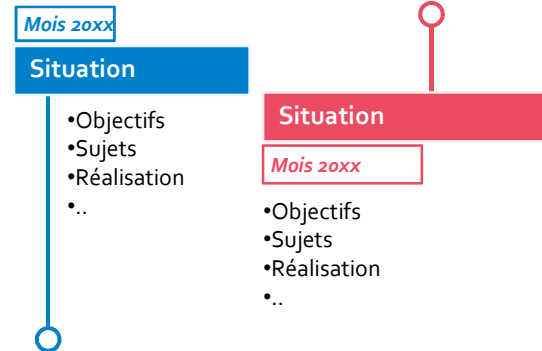 Mois 20xx
Situation
•Objectifs
•Sujets
•Réalisation
•..
Situation
Mois 20xx
•Objectifs
•Sujets
•Réalisation
•..